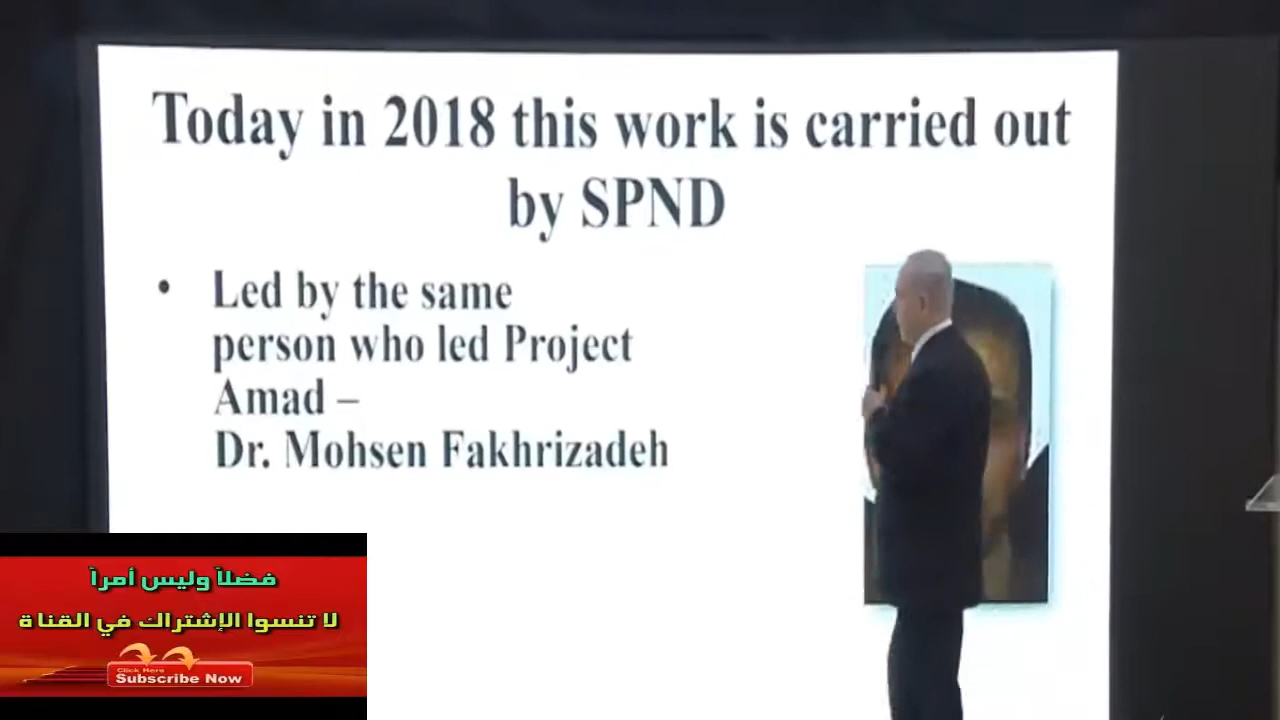 Today in 2018 this work is carried out
by SPND
• Led by the same
person who led Project
Amad –
Dr. Mohsen Fakhrizadeh
فضلاً وليس أمراً
لا تنسوا الإشتراك في القناة
Click Here
Subscribe Now